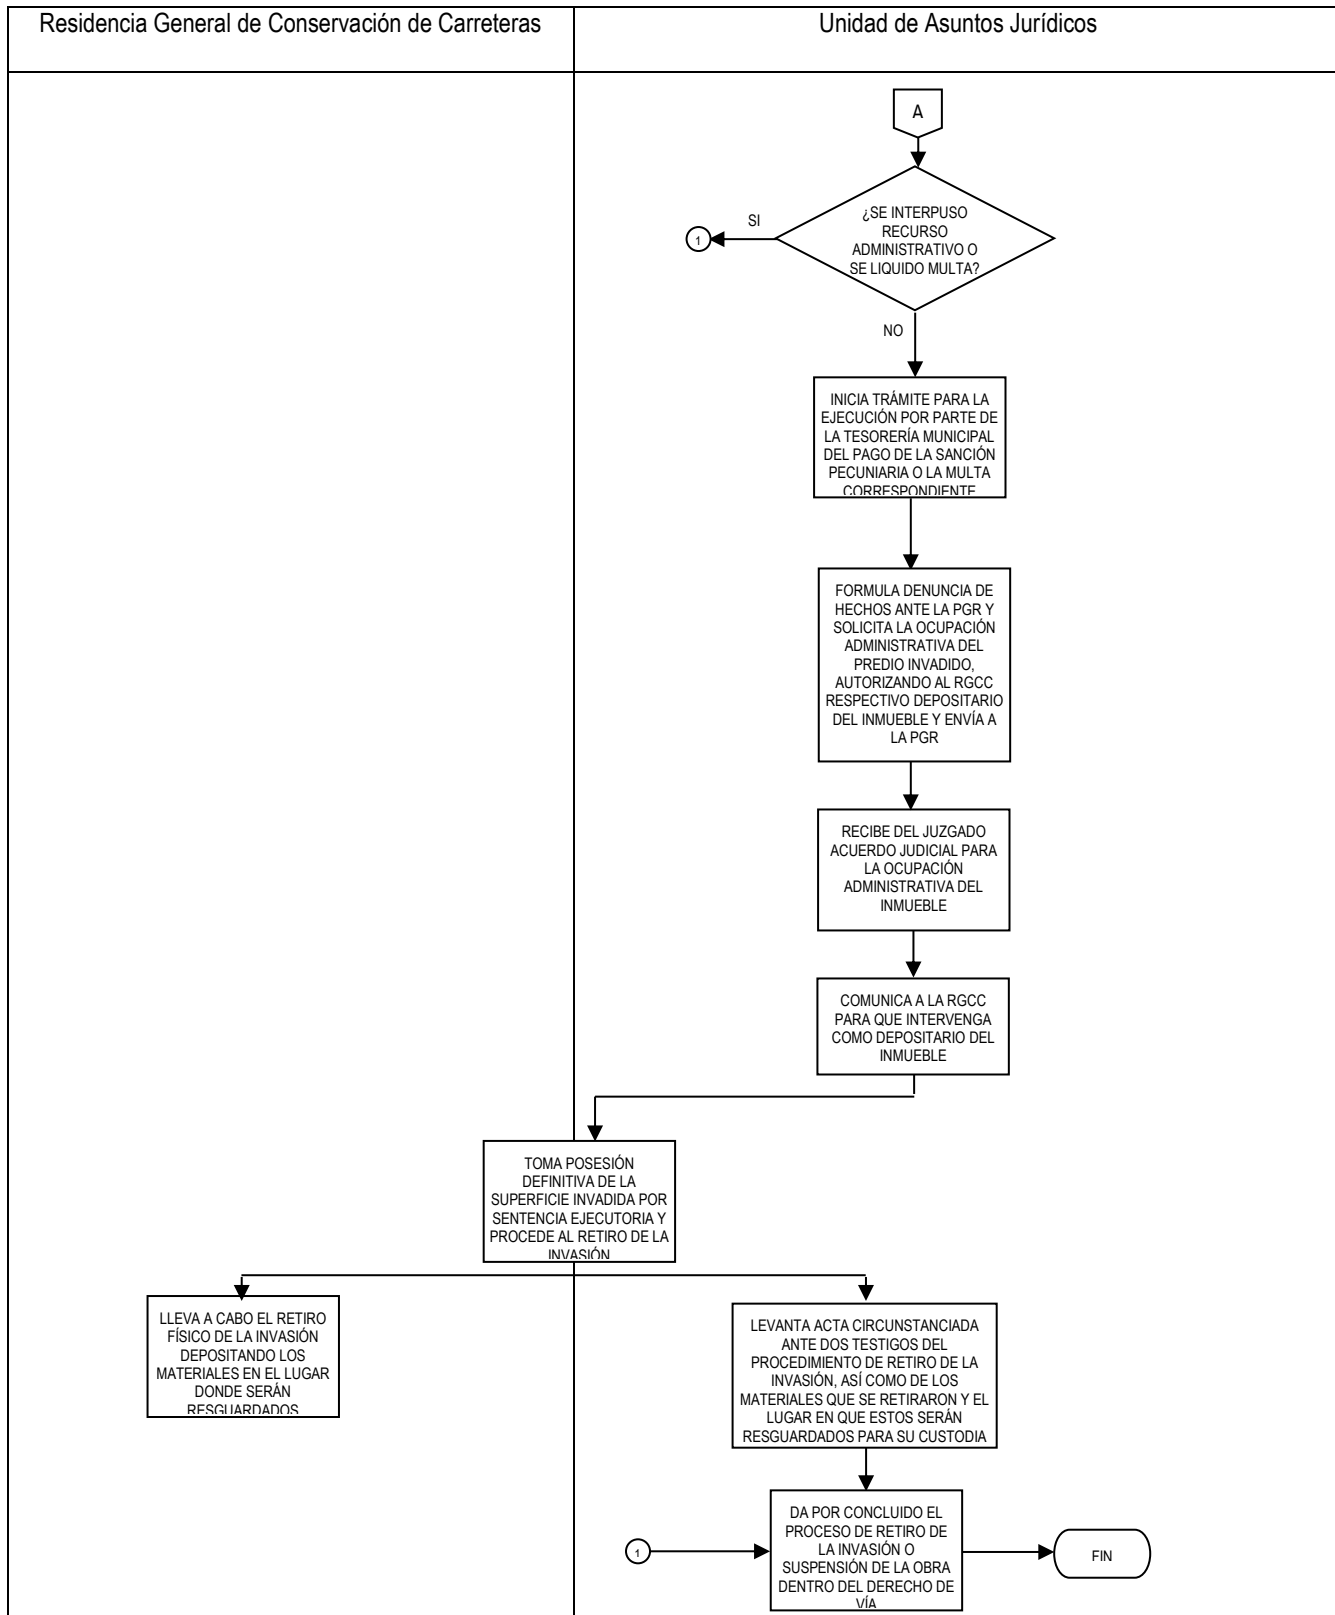 Residencia General de Conservación de Carreteras
Unidad de Asuntos Jurídicos
A
¿SE INTERPUSO
RECURSO
ADMINISTRATIVO O
SE LIQUIDO MULTA?
SI
1
NO
INICIA TRÁMITE PARA LA
EJECUCIÓN POR PARTE DE
LA TESORERÍA MUNICIPAL
DEL PAGO DE LA SANCIÓN
PECUNIARIA O LA MULTA
CORRESPONDIENTE
FORMULA DENUNCIA DE
HECHOS ANTE LA PGR Y
SOLICITA LA OCUPACIÓN
ADMINISTRATIVA DEL
PREDIO INVADIDO,
AUTORIZANDO AL RGCC
RESPECTIVO DEPOSITARIO
DEL INMUEBLE Y ENVÍA A
LA PGR
RECIBE DEL JUZGADO
ACUERDO JUDICIAL PARA
LA OCUPACIÓN
ADMINISTRATIVA DEL
INMUEBLE
COMUNICA A LA RGCC
PARA QUE INTERVENGA
COMO DEPOSITARIO DEL
INMUEBLE
TOMA POSESIÓN
DEFINITIVA DE LA
SUPERFICIE INVADIDA POR
SENTENCIA EJECUTORIA Y
PROCEDE AL RETIRO DE LA
INVASIÓN
LLEVA A CABO EL RETIRO
FÍSICO DE LA INVASIÓN
DEPOSITANDO LOS
MATERIALES EN EL LUGAR
DONDE SERÁN
RESGUARDADOS
LEVANTA ACTA CIRCUNSTANCIADA
ANTE DOS TESTIGOS DEL
PROCEDIMIENTO DE RETIRO DE LA
INVASIÓN, ASÍ COMO DE LOS
MATERIALES QUE SE RETIRARON Y EL
LUGAR EN QUE ESTOS SERÁN
RESGUARDADOS PARA SU CUSTODIA
1
DA POR CONCLUIDO EL
PROCESO DE RETIRO DE
LA INVASIÓN O
SUSPENSIÓN DE LA OBRA
DENTRO DEL DERECHO DE
VÍA
FIN